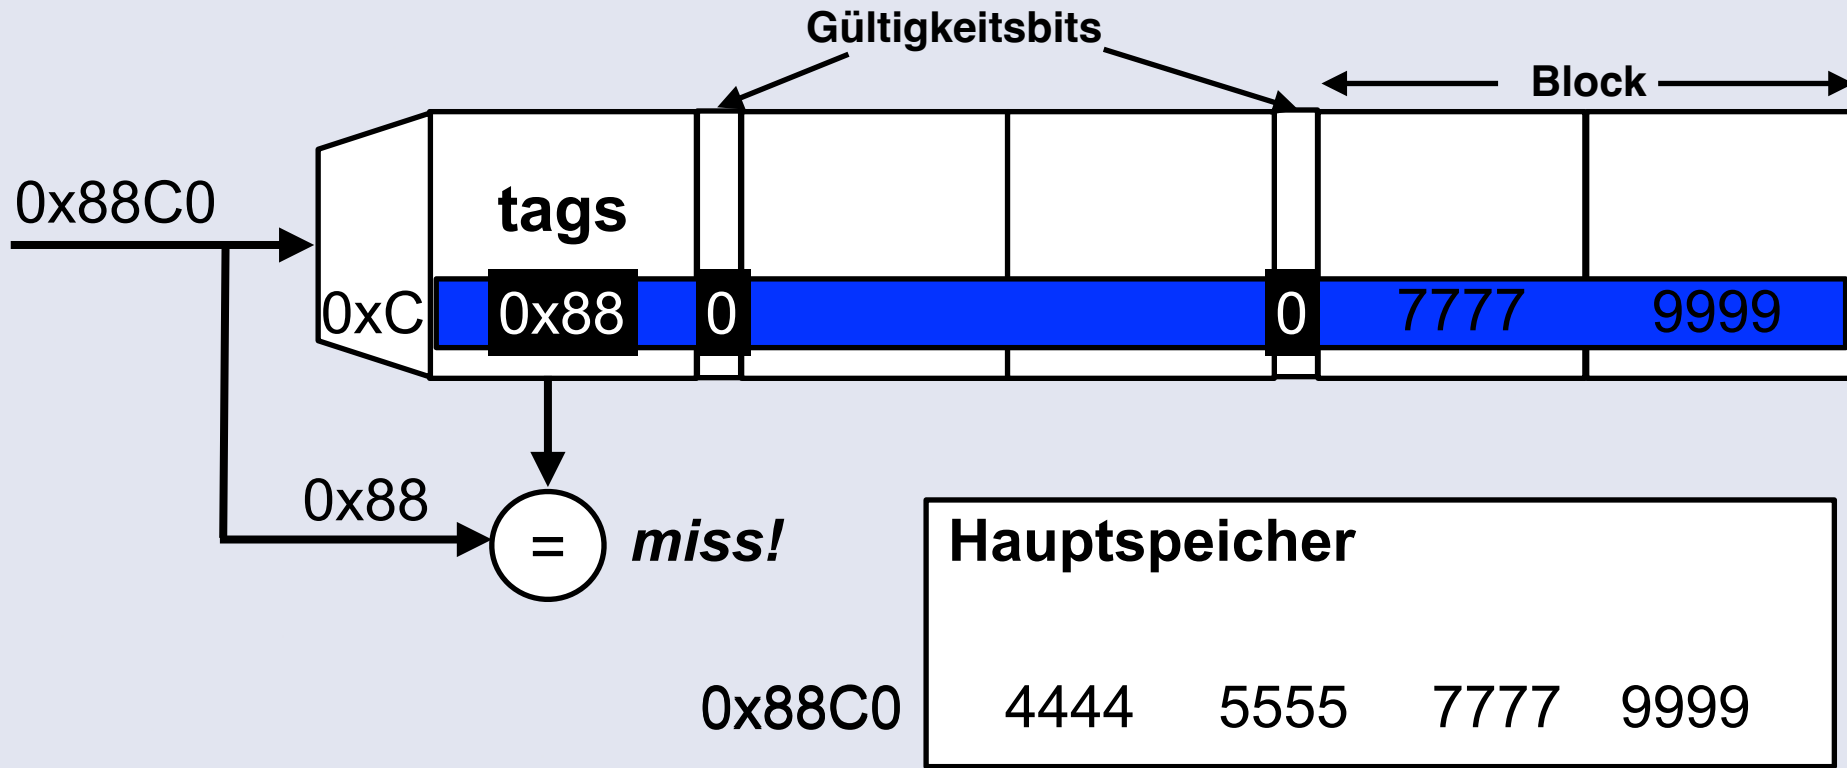 Gültigkeitsbits
Block
0x88C0
tags
0xC 0x88 0 0 7777 9999
0x88
= miss!
Hauptspeicher
0x88C0 4444 5555 7777 9999